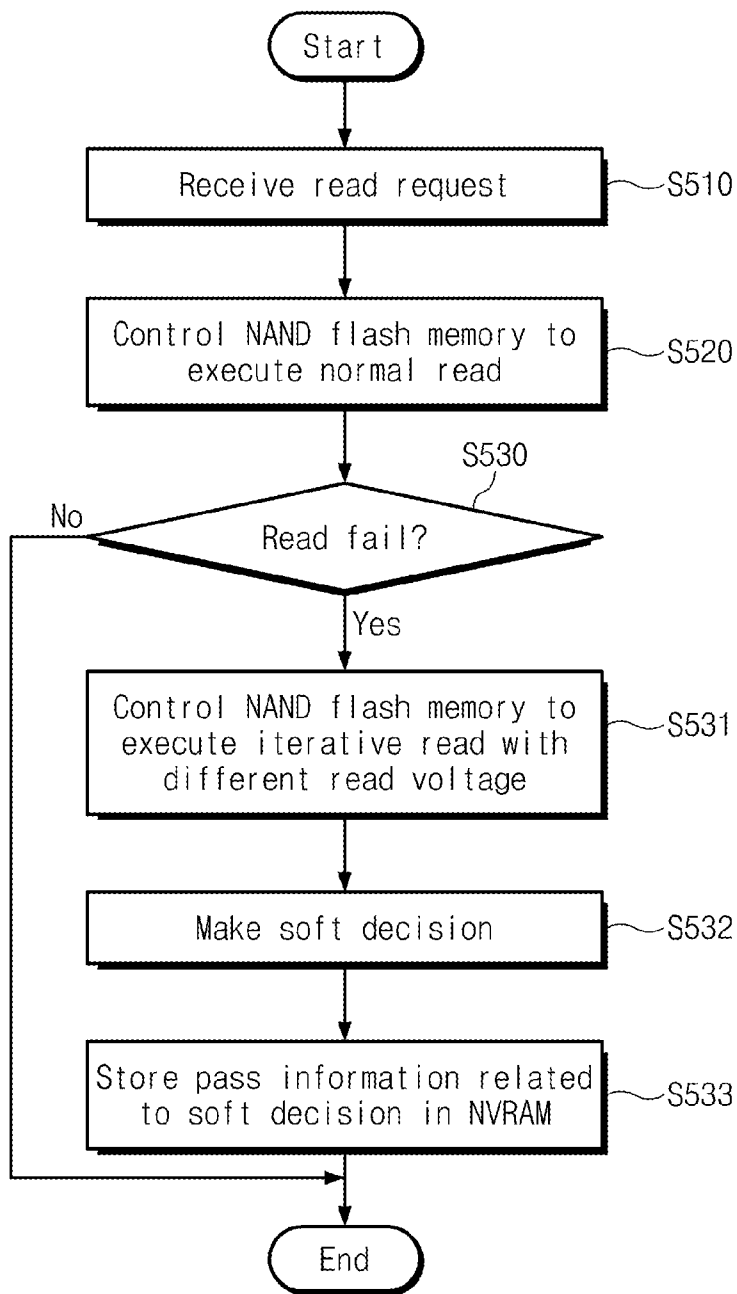 Start
Receive read request
S510
Control NAND flash memory to
execute normal read
S520
S530
No
Read fail?
Yes
Control NAND flash memory to
execute iterative read with
different read voltage
S531
Make soft decision
S532
Store pass information related
to soft decision in NVRAM
S533
End